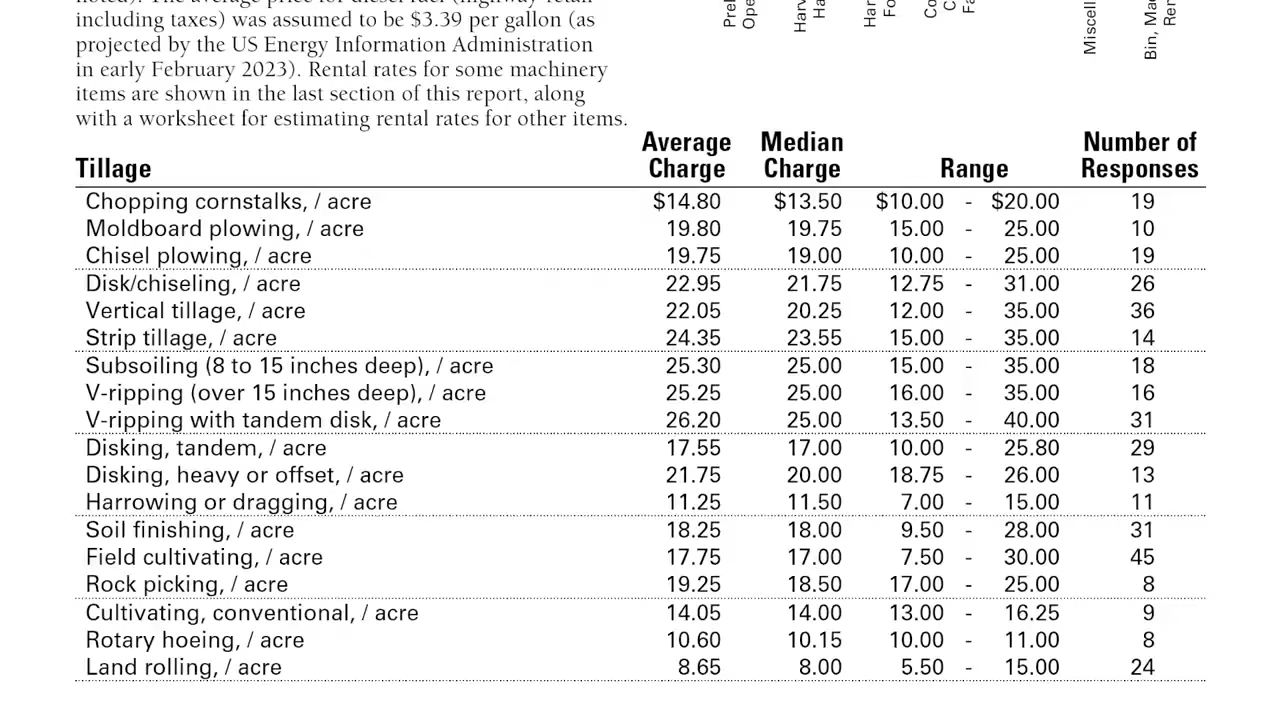 including taxes) was assumed to be $3.39 per gallon (as
projected by the US Energy Information Administration
in early February 2023). Rental rates for some machinery
items are shown in the last section of this report, along
with a worksheet for estimating rental rates for other items.
Tillage Average Charge Median Charge Range Number of Responses
Chopping cornstalks, / acre $14.80 $13.50 $10.00 - $20.00 19
Moldboard plowing, / acre 19.80 19.75 15.00 - 25.00 10
Chisel plowing, / acre 19.75 19.00 10.00 - 25.00 19
Disk/chiseling, / acre 22.95 21.75 12.75 - 31.00 26
Vertical tillage, / acre 22.05 20.25 12.00 - 35.00 36
Strip tillage, / acre 24.35 23.55 15.00 - 35.00 14
Subsoiling (8 to 15 inches deep), / acre 25.30 25.00 15.00 - 35.00 18
V-ripping (over 15 inches deep), / acre 25.25 25.00 16.00 - 35.00 16
V-ripping with tandem disk, / acre 26.20 25.00 13.50 - 40.00 31
Disking, tandem, / acre 17.55 17.00 10.00 - 25.80 29
Disking, heavy or offset, / acre 21.75 20.00 18.75 - 26.00 13
Harrowing or dragging, / acre 11.25 11.50 7.00 - 15.00 11
Soil finishing, / acre 18.25 18.00 9.50 - 28.00 31
Field cultivating, / acre 17.75 17.00 7.50 - 30.00 45
Rock picking, / acre 19.25 18.50 17.00 - 25.00 8
Cultivating, conventional, / acre 14.05 14.00 13.00 - 16.25 9
Rotary hoeing, / acre 10.60 10.15 10.00 - 11.00 8
Land rolling, / acre 8.65 8.00 5.50 - 15.00 24